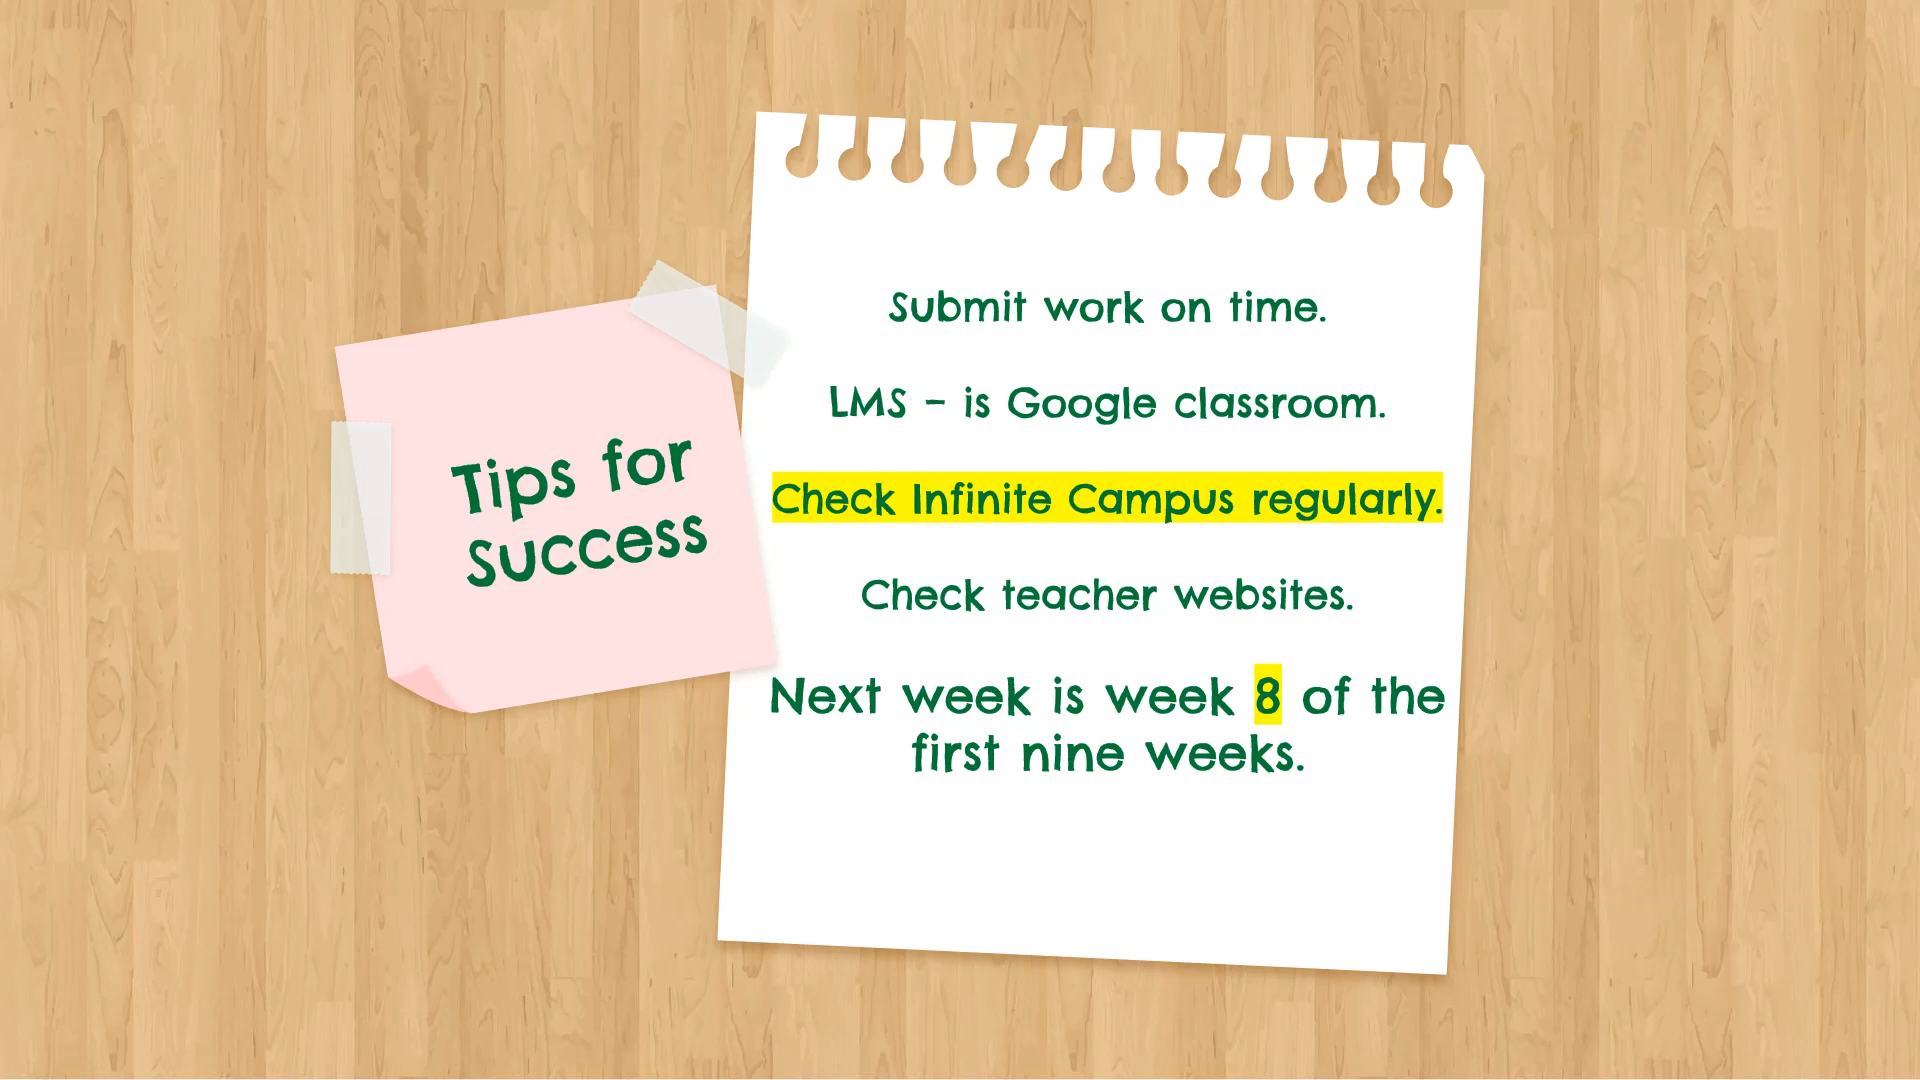 Tips for
Success
Submit work on time.
LMS - is Google classroom.
Check Infinite Campus regularly.
Check teacher websites.
Next week is week 8 of the
first nine weeks.